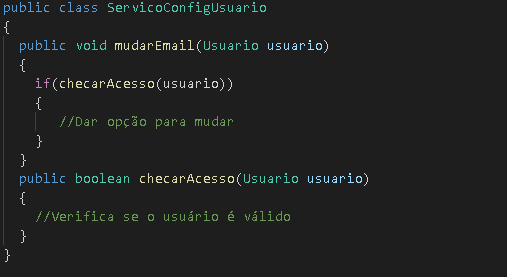 public class ServicoConfigUsuario
{
public void mudarEmail(Usuario usuario)
{
if(checarAcesso(usuario))
{
//Dar opção para mudar
}
}
public boolean checarAcesso(Usuario usuario)
{
//Verifica se o usuário é válido
}
}